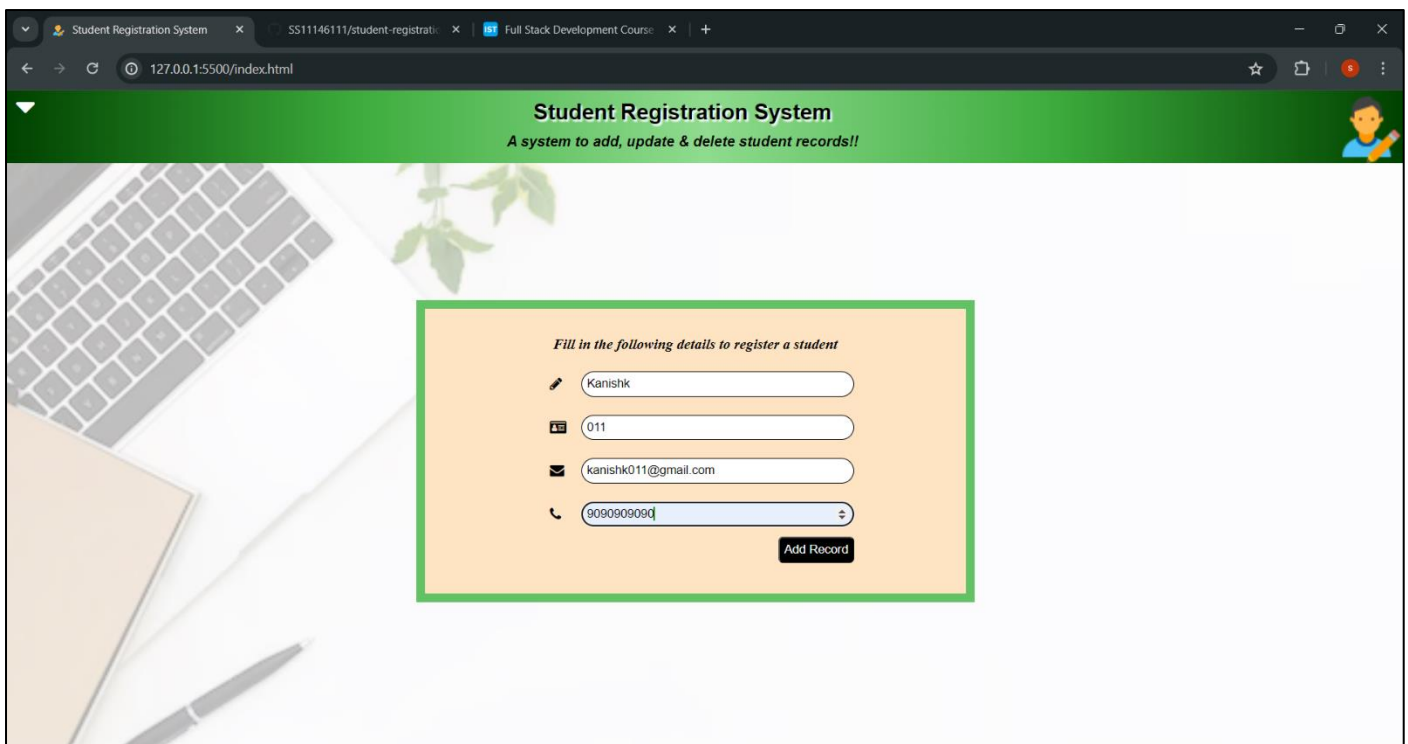 Student Registration System
SS11146111/student-registratio
IST Full Stack Development Course
127.0.0.1:5500/index.html
S
Student Registration System
A system to add, update & delete student records!!
Fill in the following details to register a student
Kanishk
011
kanishk011@gmail.com
9090909090
Add Record